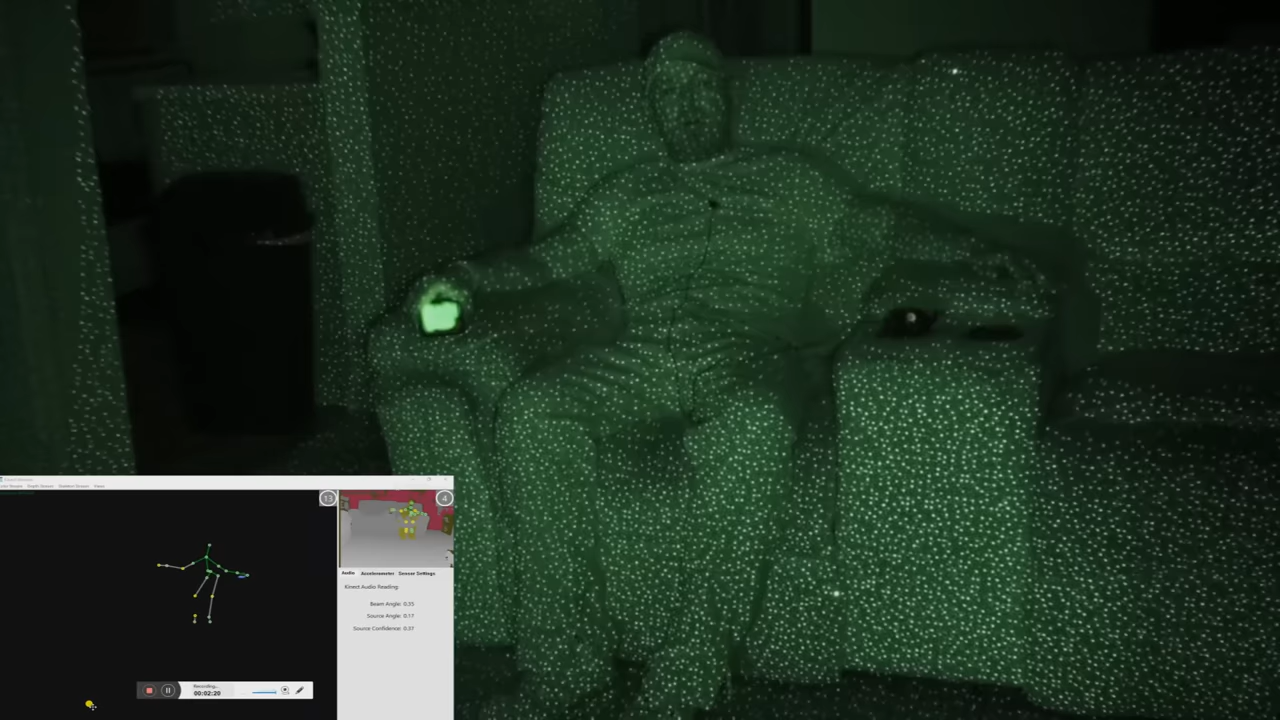 13
4
Audio Accelerometer Sensor Settings
Kinect Audio Reading
Beam Angle: 0.35
Source Angle: 0.17
Source Confidence: 0.37
Recording...
00:02:20